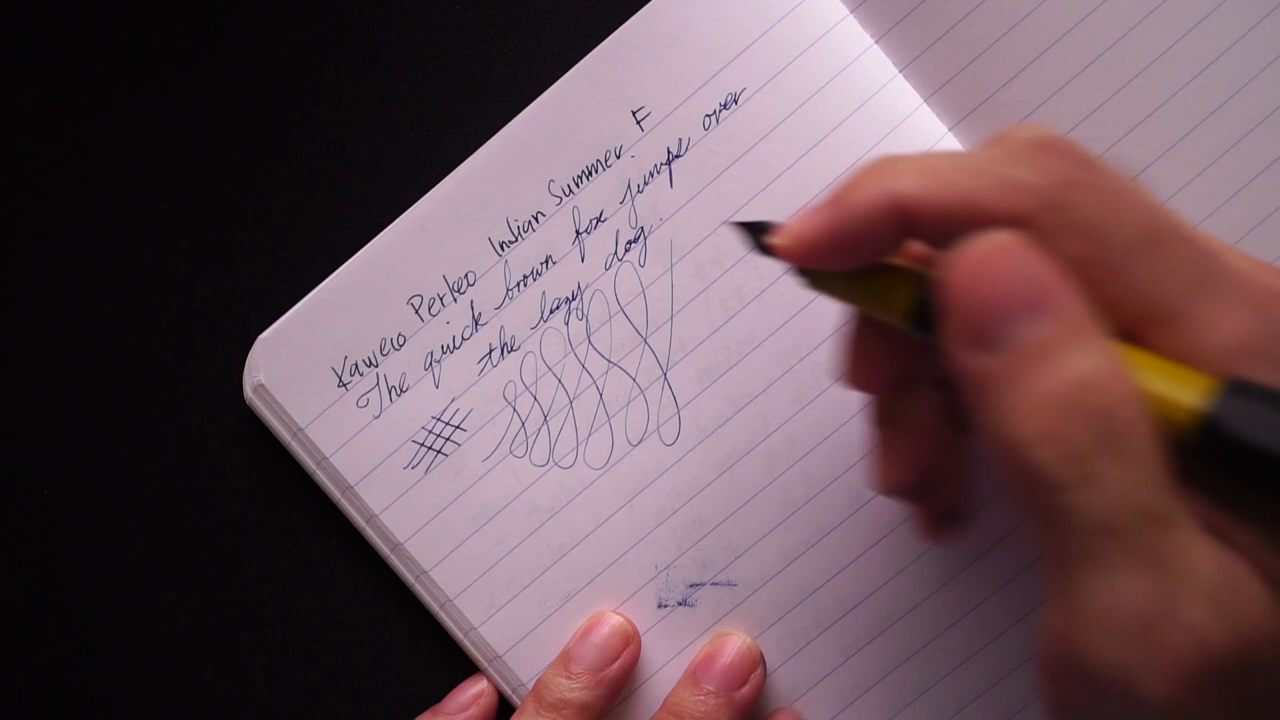 Kaweco Perkeo Indian Summer. F
The quick brown fox jumps over
the lazy dog.